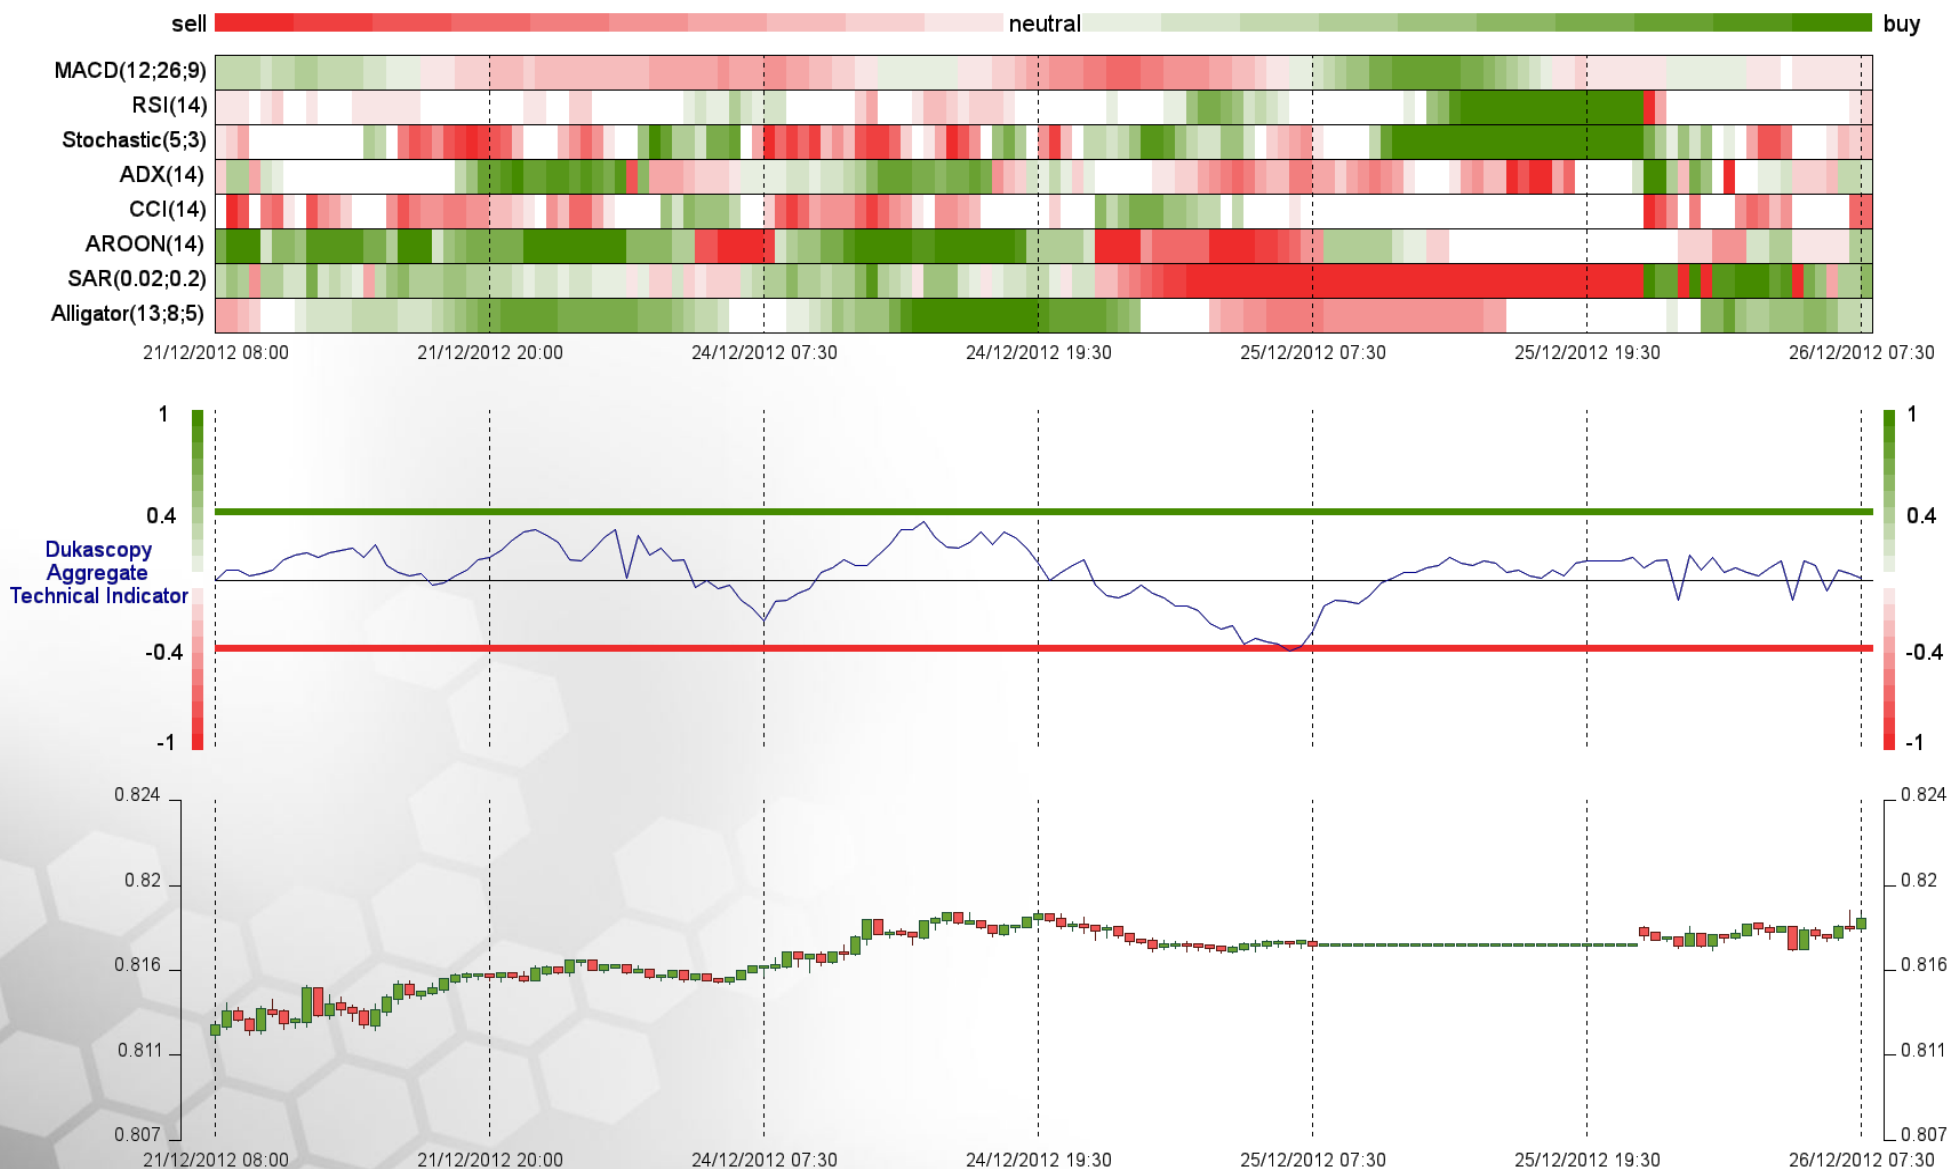 sell neutral buy
MACD(12;26;9)
RSI(14)
Stochastic(5;3)
ADX(14)
CCI(14)
AROON(14)
SAR(0.02;0.2)
Alligator(13;8;5)
21/12/2012 08:00 21/12/2012 20:00 24/12/2012 07:30 24/12/2012 19:30 25/12/2012 07:30 25/12/2012 19:30 26/12/2012 07:30
1 1
0.4 0.4
Dukascopy
Aggregate
Technical Indicator
-0.4 -0.4
-1 -1
0.824 0.824
0.82 0.82
0.816 0.816
0.811 0.811
0.807 0.807
21/12/2012 08:00 21/12/2012 20:00 24/12/2012 07:30 24/12/2012 19:30 25/12/2012 07:30 25/12/2012 19:30 26/12/2012 07:30